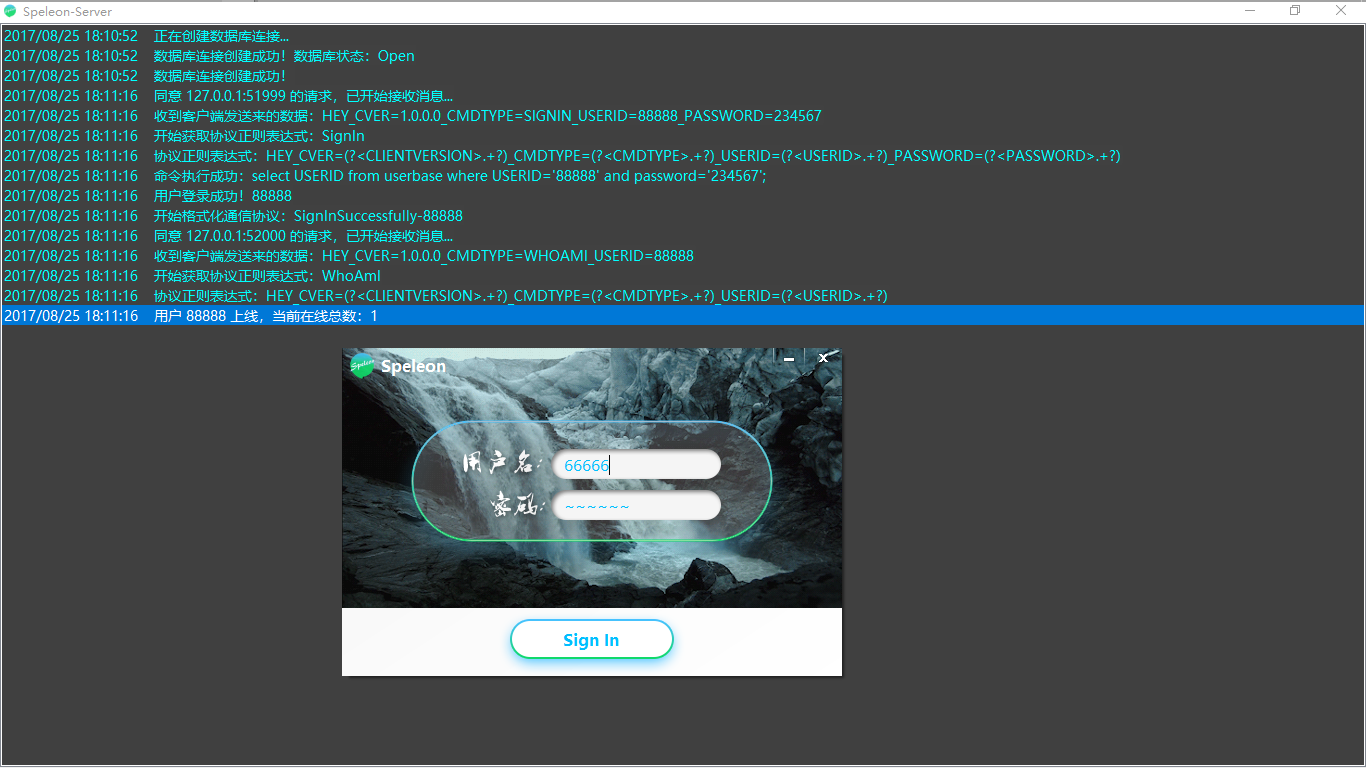 Speleon-Server
2017/08/25 18:10:52 正在创建数据库连接...
2017/08/25 18:10:52 数据库连接创建成功！数据库状态：Open
2017/08/25 18:10:52 数据库连接创建成功！
2017/08/25 18:11:16 同意 127.0.0.1:51999 的请求，已开始接收消息...
2017/08/25 18:11:16 收到客户端发送来的数据：HEY_CVER=1.0.0.0_CMDTYPE=SIGNIN_USERID=88888_PASSWORD=234567
2017/08/25 18:11:16 开始获取协议正则表达式：SignIn
2017/08/25 18:11:16 协议正则表达式：HEY_CVER=(?<CLIENTVERSION>.+?)_CMDTYPE=(?<CMDTYPE>.+?)_USERID=(?<USERID>.+?)_PASSWORD=(?<PASSWORD>.+?)
2017/08/25 18:11:16 命令执行成功：select USERID from userbase where USERID='88888' and password='234567';
2017/08/25 18:11:16 用户登录成功！88888
2017/08/25 18:11:16 开始格式化通信协议：SignInSuccessfully-88888
2017/08/25 18:11:16 同意 127.0.0.1:52000 的请求，已开始接收消息...
2017/08/25 18:11:16 收到客户端发送来的数据：HEY_CVER=1.0.0.0_CMDTYPE=WHOAMI_USERID=88888
2017/08/25 18:11:16 开始获取协议正则表达式：WhoAmI
2017/08/25 18:11:16 协议正则表达式：HEY_CVER=(?<CLIENTVERSION>.+?)_CMDTYPE=(?<CMDTYPE>.+?)_USERID=(?<USERID>.+?)
2017/08/25 18:11:16 用户 88888 上线，当前在线总数：1
Speleon Speleon
用户名: 66666
密码: ~~~~~~
Sign In